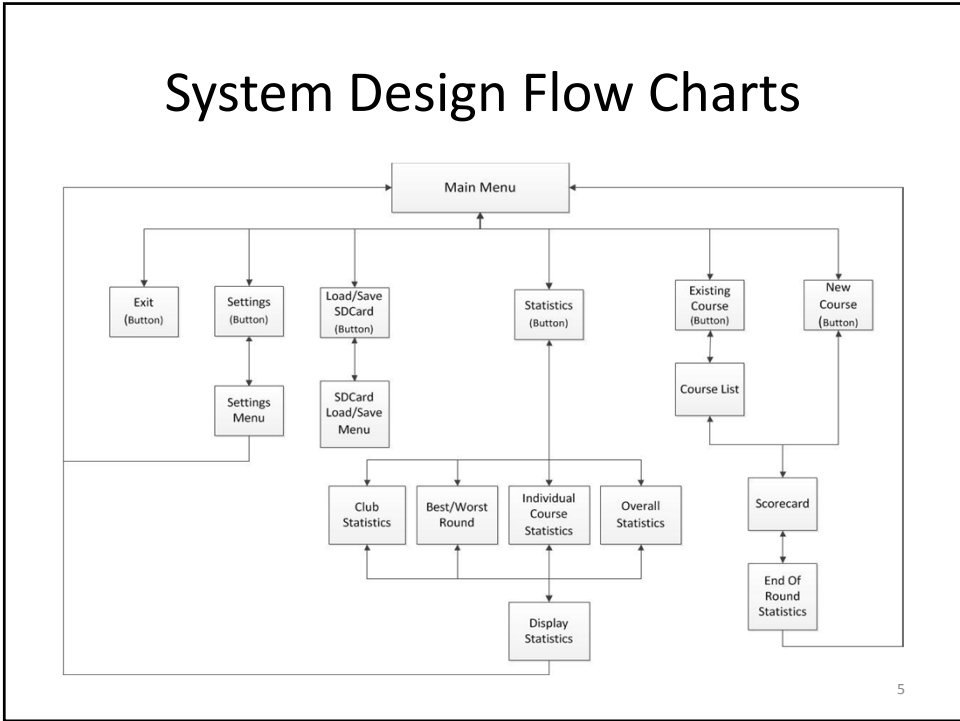 System Design Flow Charts
Main Menu
Exit
(Button)
Settings
(Button)
Load/Save
SDCard
(Button)
Statistics
(Button)
Existing
Course
(Button)
New
Course
(Button)
Settings
Menu
SDCard
Load/Save
Menu
Course List
Club
Statistics
Best/Worst
Round
Individual
Course
Statistics
Overall
Statistics
Scorecard
End Of
Round
Statistics
Display
Statistics
5